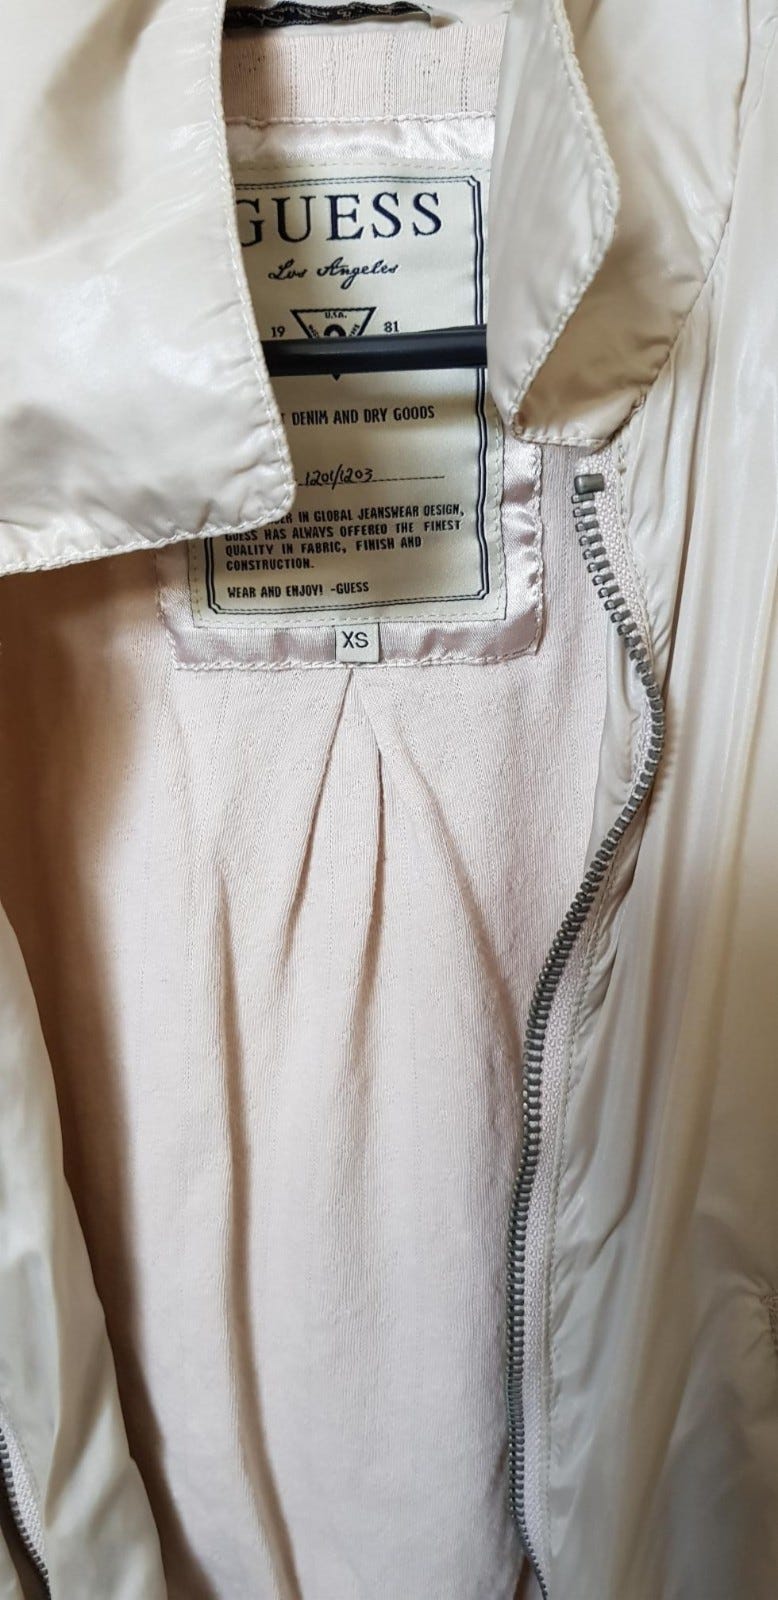 GUESS
Los Angeles
U.S.A.
19 81
DENIM AND DRY GOODS
1201/1203
IN GLOBAL JEANSWEAR DESIGN,
GUESS HAS ALWAYS OFFERED THE FINEST
QUALITY IN FABRIC, FINISH AND
CONSTRUCTION.
WEAR AND ENJOY! -GUESS
XS